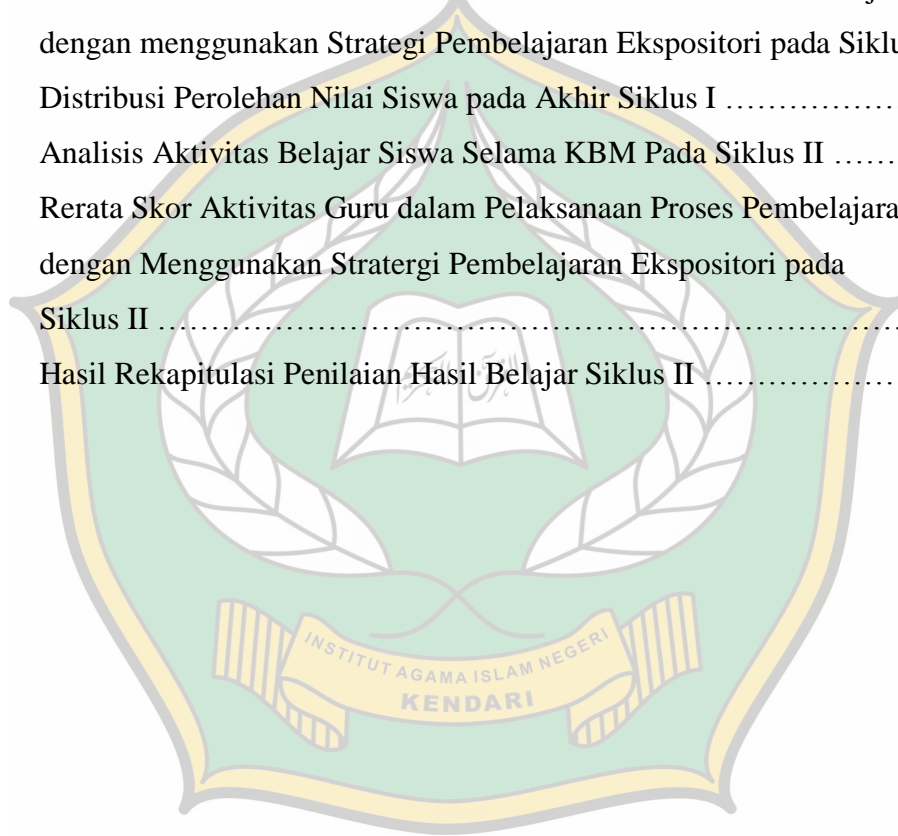 dengan menggunakan Strategi Pembelajaran Ekspositori pada
Distribusi Perolehan Nilai Siswa pada Akhir Siklus I ………………
Analisis Aktivitas Belajar Siswa Selama KBM Pada Siklus II ……
Rerata Skor Aktivitas Guru dalam Pelaksanaan Proses
dengan Menggunakan Stratergi Pembelajaran Ekspositori pada
Siklus II ……………………………………………………………………
Hasil Rekapitulasi Penilaian Hasil Belajar Siklus II ………………
INSTITUT AGAMA ISLAM NEGERI
KENDARI